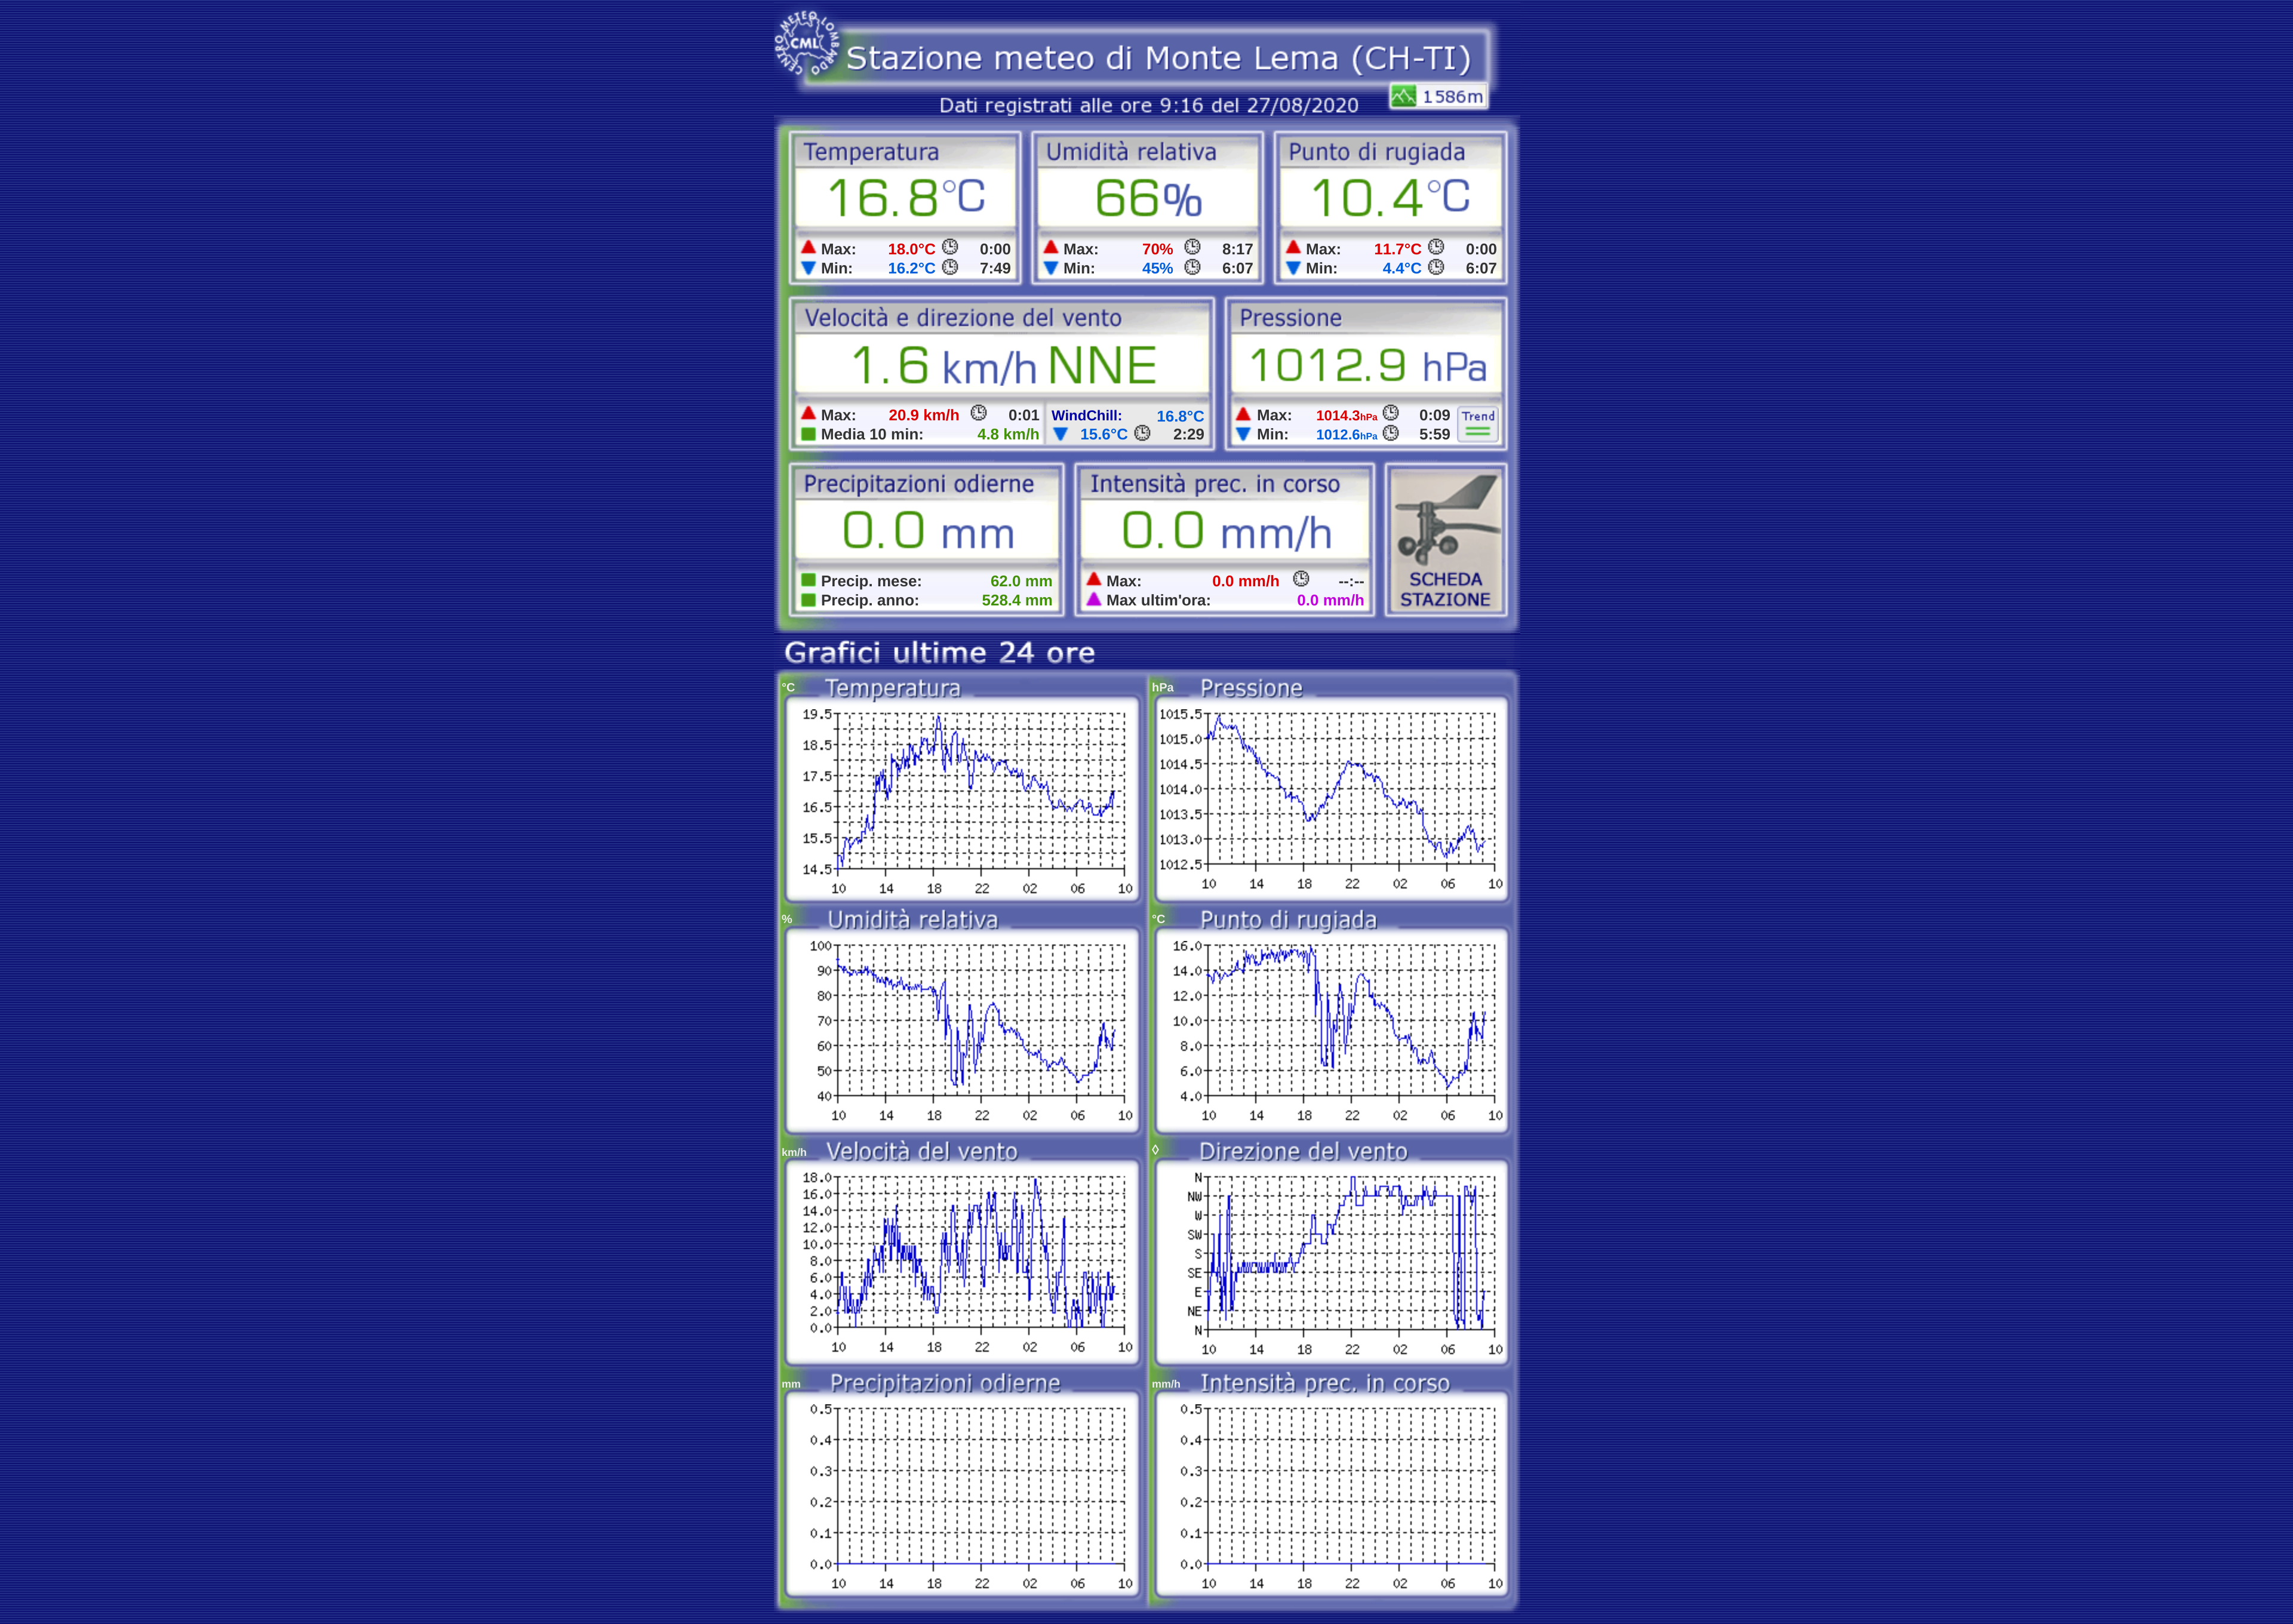 CENTRO METEO LOMBARDO
CML
Stazione meteo di Monte Lema (CH-TI)
1586m
Dati registrati alle ore 9:16 del 27/08/2020
Temperatura
16.8°C
Max: 18.0°C 0:00
Min: 16.2°C 7:49
Umidità relativa
66%
Max: 70% 8:17
Min: 45% 6:07
Punto di rugiada
10.4°C
Max: 11.7°C 0:00
Min: 4.4°C 6:07
Velocità e direzione del vento
1.6 km/h NNE
Max: 20.9 km/h 0:01
Media 10 min: 4.8 km/h
WindChill: 16.8°C
15.6°C 2:29
Pressione
1012.9 hPa
Max: 1014.3hPa 0:09
Min: 1012.6hPa 5:59
Trend
Precipitazioni odierne
0.0 mm
Precip. mese: 62.0 mm
Precip. anno: 528.4 mm
Intensità prec. in corso
0.0 mm/h
Max: 0.0 mm/h --:--
Max ultim'ora: 0.0 mm/h
SCHEDA
STAZIONE
Grafici ultime 24 ore
°C Temperatura
19.5
18.5
17.5
16.5
15.5
14.5
10 14 18 22 02 06 10
hPa Pressione
1015.5
1015.0
1014.5
1014.0
1013.5
1013.0
1012.5
10 14 18 22 02 06 10
% Umidità relativa
100
90
80
70
60
50
40
10 14 18 22 02 06 10
°C Punto di rugiada
16.0
14.0
12.0
10.0
8.0
6.0
4.0
10 14 18 22 02 06 10
km/h Velocità del vento
18.0
16.0
14.0
12.0
10.0
8.0
6.0
4.0
2.0
0.0
10 14 18 22 02 06 10
◊ Direzione del vento
N
NW
W
SW
S
SE
E
NE
N
10 14 18 22 02 06 10
mm Precipitazioni odierne
0.5
0.4
0.3
0.2
0.1
0.0
10 14 18 22 02 06 10
mm/h Intensità prec. in corso
0.5
0.4
0.3
0.2
0.1
0.0
10 14 18 22 02 06 10